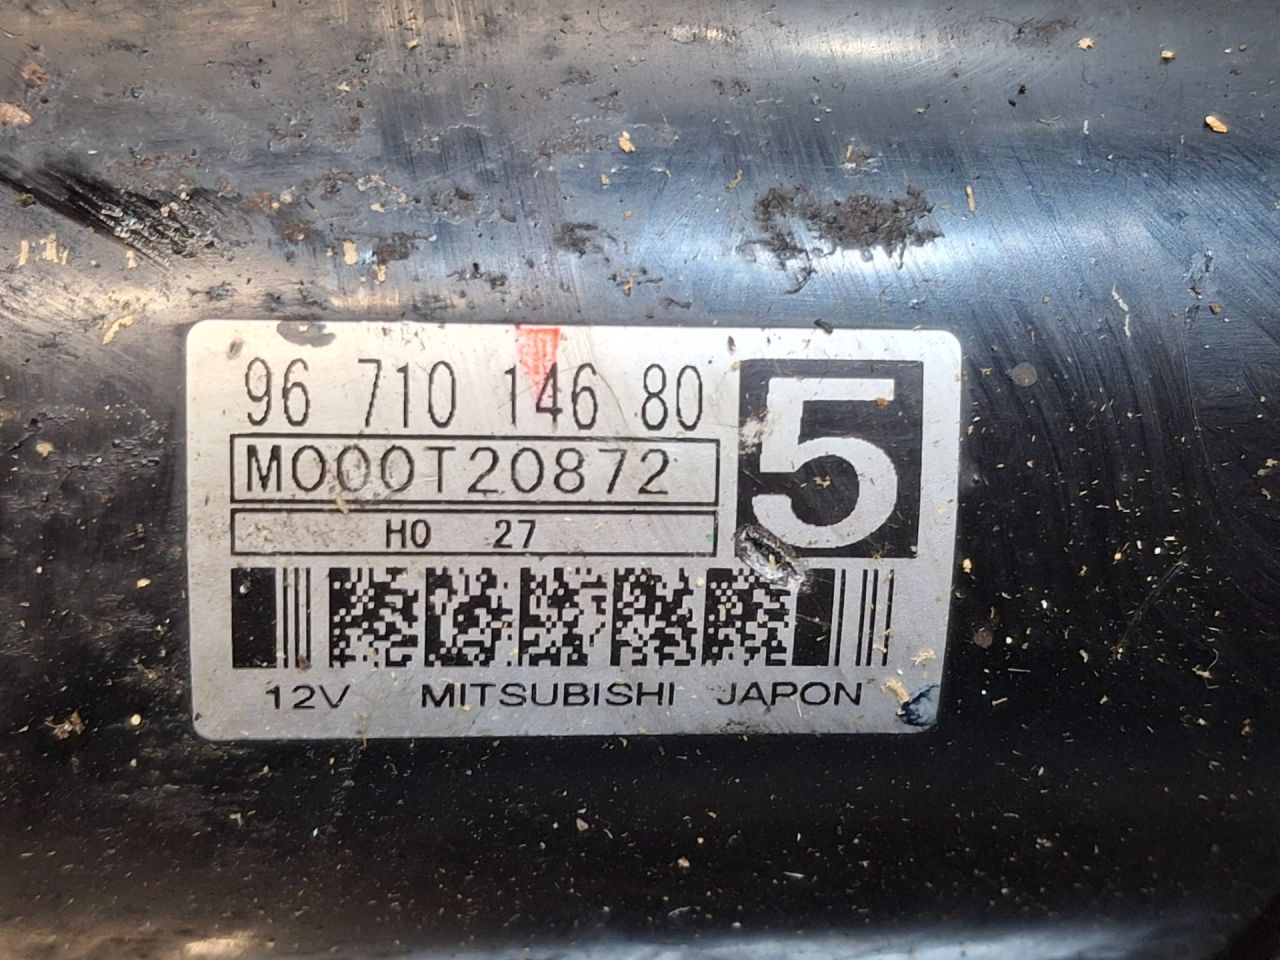 96 710 146 80
5
M000T20872
H0 27
12V MITSUBISHI JAPON